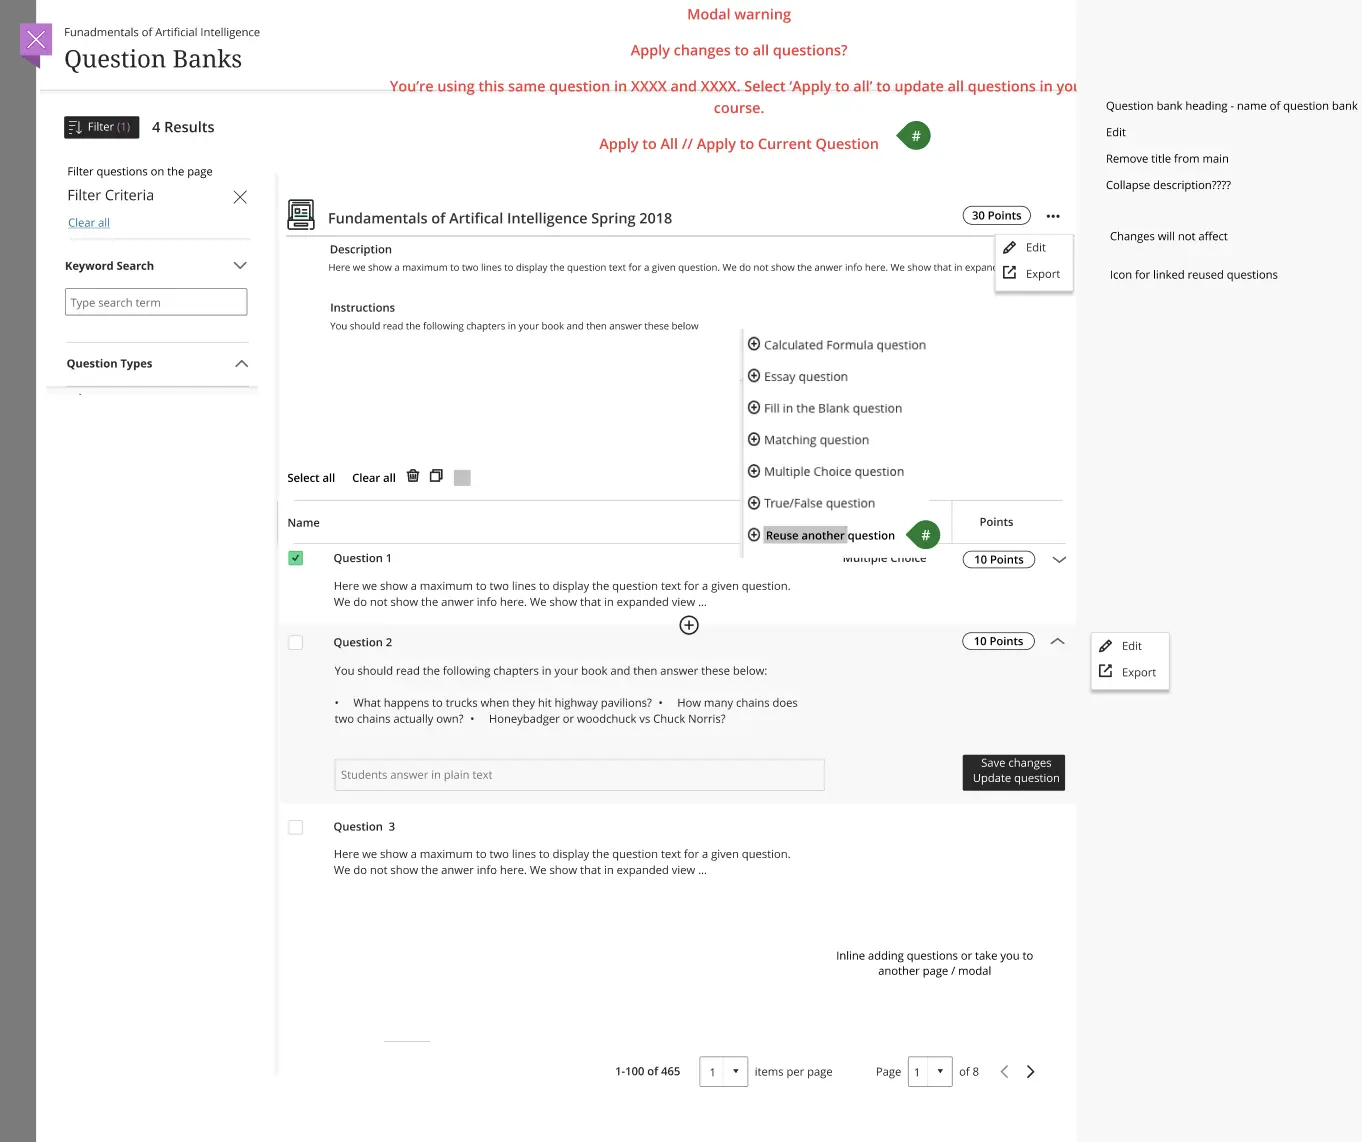 Modal warning
Funadmentals of Artificial Intelligence
Apply changes to all questions?
Question Banks
You're using this same question in XXXX and XXXX. Select 'Apply to all' to update all questions in
course.
Question bank heading - name of question bank
Filter (1)
4 Results
Edit
Apply to All // Apply to Current Question
#
Remove title from main
Filter questions on the page
Collapse description????
Filter Criteria
Clear all
Fundamentals of Artifical Intelligence Spring 2018
30 Points
Changes will not affect
Description
Edit
Keyword Search
Here we show a maximum to two lines to display the question text for a given question. We do not show the anwer info here. We show that in
Export
Icon for linked reused questions
Type search term
Instructions
You should read the following chapters in your book and then answer these below
Calculated Formula question
Question Types
Essay question
Fill in the Blank question
Matching question
Multiple Choice question
Select all
Clear all
True/False question
Name
Points
Reuse another question
#
Question 1
Multiple Choice
10 Points
Here we show a maximum to two lines to display the question text for a given question.
We do not show the anwer info here. We show that in expanded view ...
Question 2
10 Points
Edit
You should read the following chapters in your book and then answer these below:
Export
• What happens to trucks when they hit highway pavilions? • How many chains does
two chains actually own? • Honeybadger or woodchuck vs Chuck Norris?
Students answer in plain text
Save changes
Update question
Question 3
Here we show a maximum to two lines to display the question text for a given question.
We do not show the anwer info here. We show that in expanded view ...
Inline adding questions or take you to
another page / modal
1-100 of 465
1
items per page
Page
1
of 8